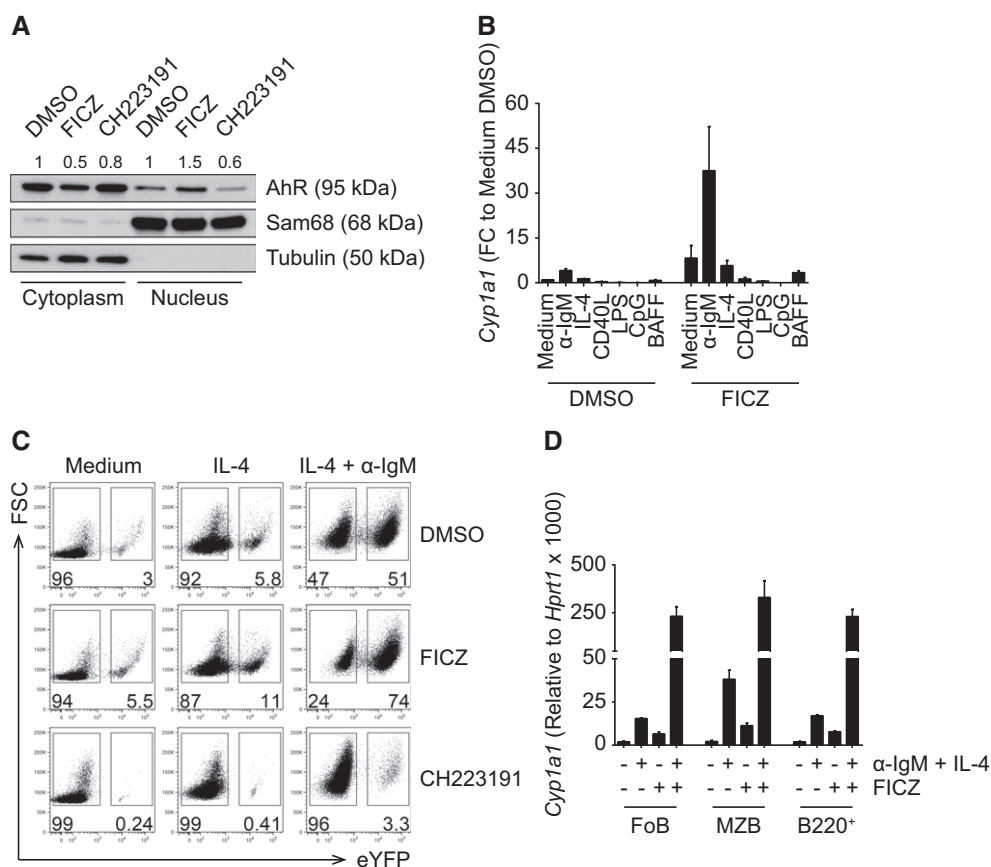 A
DMSO
FICZ
CH223191
DMSO
FICZ
CH223191
1 0.5 0.8 1 1.5 0.6
AhR (95 kDa)
Sam68 (68 kDa)
Tubulin (50 kDa)
Cytoplasm Nucleus
B
Cyp1a1 (FC to Medium DMSO)
60
45
30
15
0
Medium
α-IgM
IL-4
CD40L
LPS
CpG
BAFF
Medium
α-IgM
IL-4
CD40L
LPS
CpG
BAFF
DMSO FICZ
C
Medium IL-4 IL-4 + α-IgM
FSC
96 3 92 5.8 47 51
DMSO
94 5.5 87 11 24 74
FICZ
99 0.24 99 0.41 96 3.3
CH223191
eYFP
D
Cyp1a1 (Relative to Hprt1 x 1000)
500
250
50
25
0
- + - + - + - + - + - + α-IgM + IL-4
- - + + - - + + - - + + FICZ
FoB MZB B220+